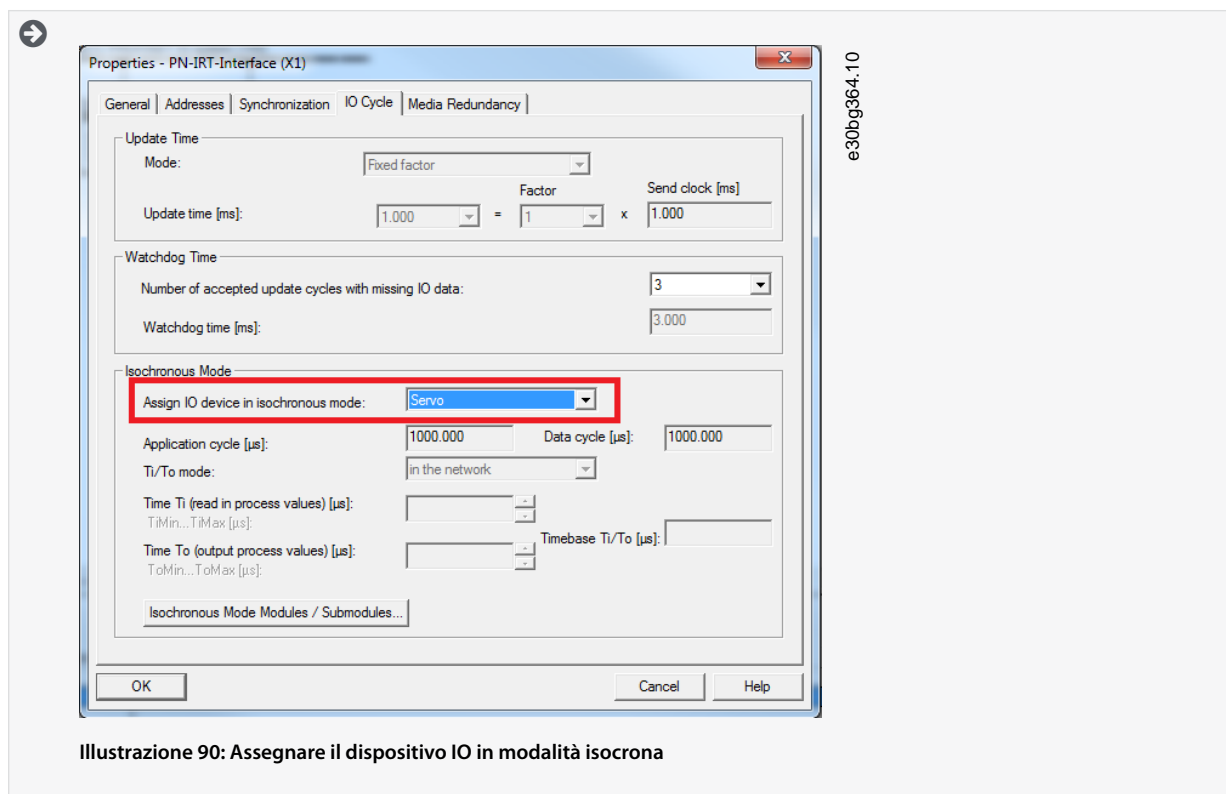 Properties - PN-IRT-Interface (X1)
e30bg364.10
General Addresses Synchronization IO Cycle Media Redundancy
Update Time
Mode: Fixed factor
Factor Send clock [ms]
Update time [ms]: 1.000 = 1 x 1.000
Watchdog Time
Number of accepted update cycles with missing IO data: 3
Watchdog time [ms]: 3.000
Isochronous Mode
Assign IO device in isochronous mode: Servo
Application cycle [µs]: 1000.000 Data cycle [µs]: 1000.000
Ti/To mode: in the network
Time Ti (read in process values) [µs]:
TiMin...TiMax [µs]:
Timebase Ti/To [µs]:
Time To (output process values) [µs]:
ToMin...ToMax [µs]:
Isochronous Mode Modules / Submodules...
OK Cancel Help
Illustrazione 90: Assegnare il dispositivo IO in modalità isocrona